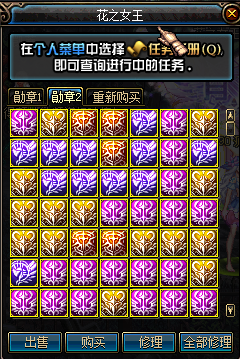 花之女王
在个人菜单中选择 任务 册(Q),
即可查询进行中的任务.
勋章1 勋章2 重新购买
出售 购买 修理 全部修理